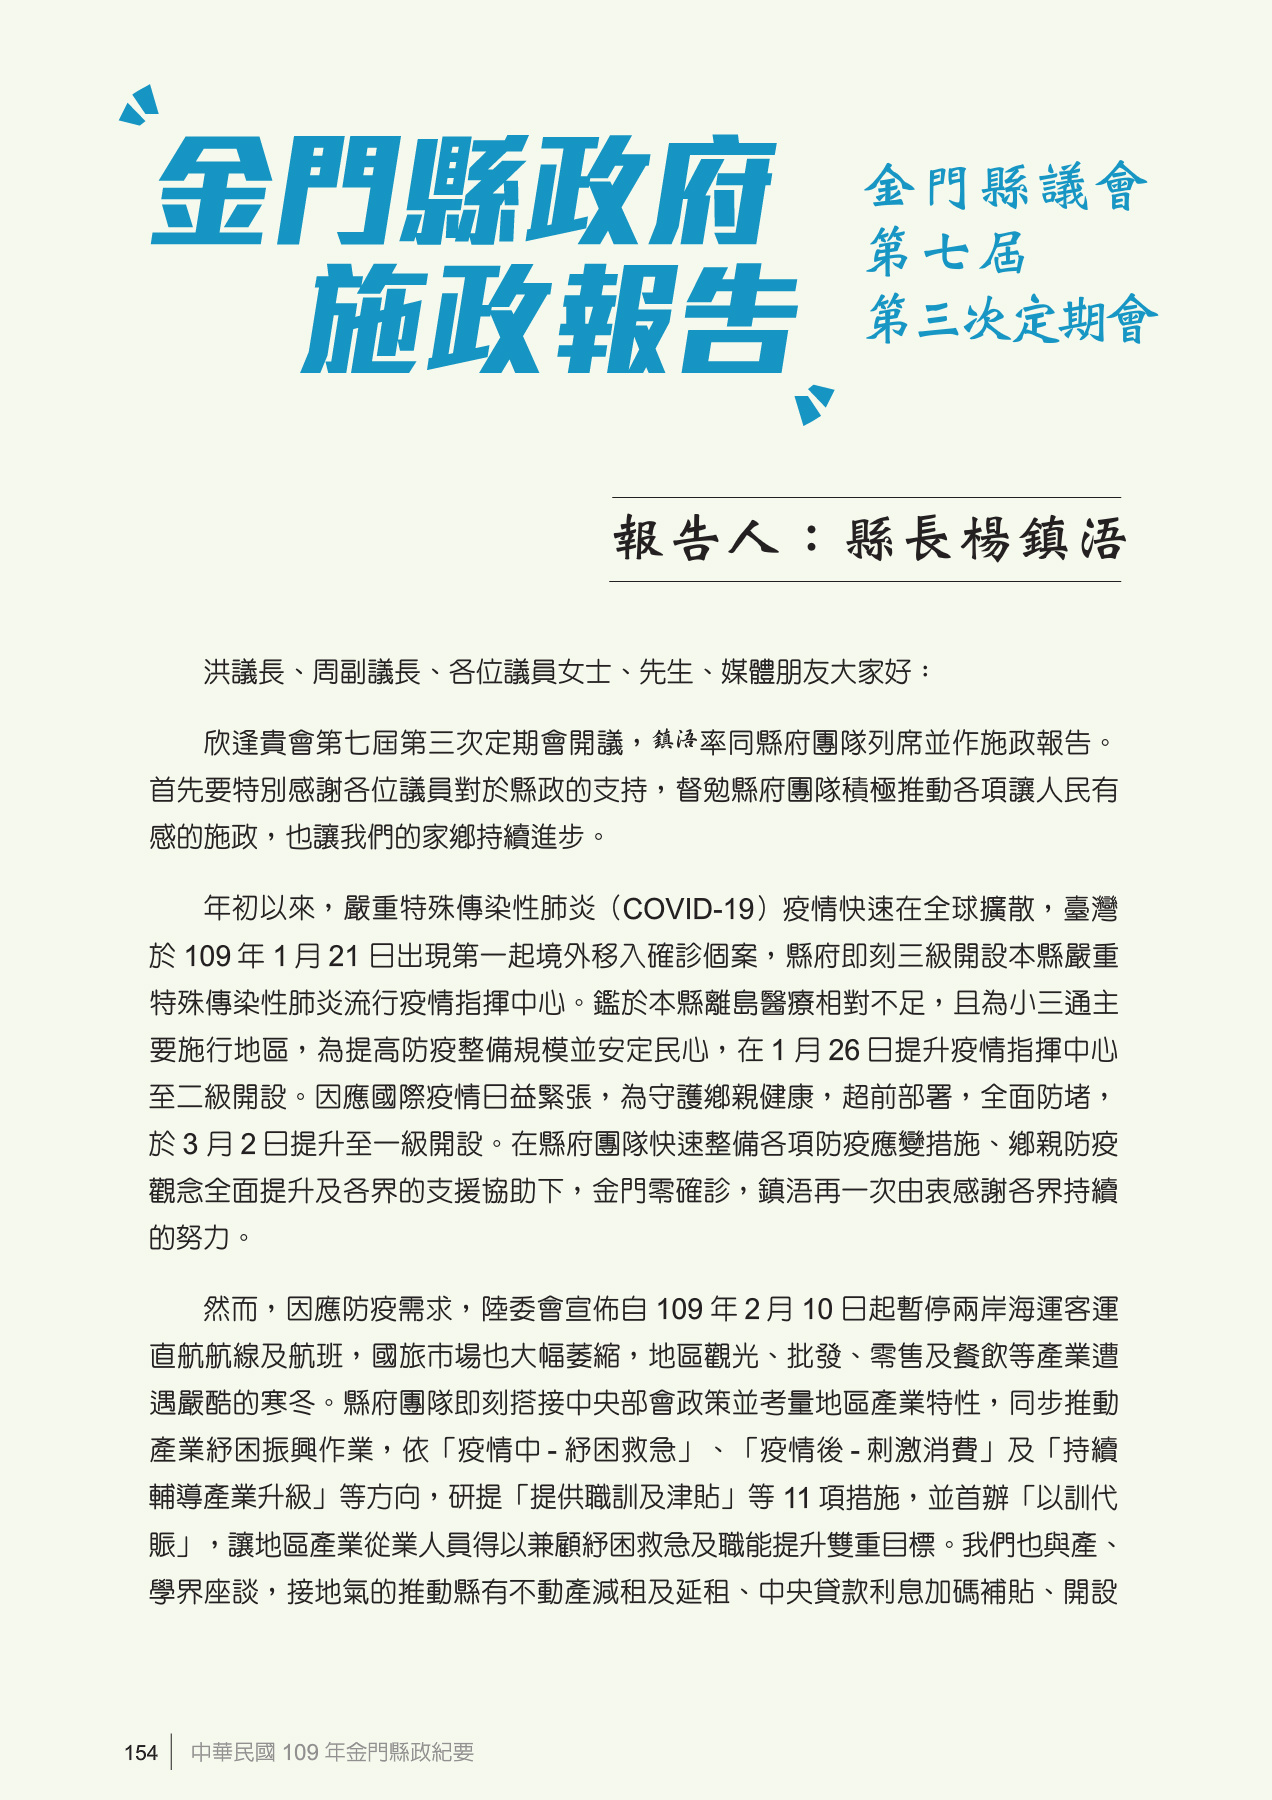 金門縣政府
施政報告
金門縣議會
第七屆
第三次定期會
報告人：縣長楊鎮浯
洪議長、周副議長、各位議員女士、先生、媒體朋友大家好：
欣逢貴會第七屆第三次定期會開議，鎮浯率同縣府團隊列席並作施政報告。
首先要特別感謝各位議員對於縣政的支持，督勉縣府團隊積極推動各項讓人民有
感的施政，也讓我們的家鄉持續進步。
年初以來，嚴重特殊傳染性肺炎（COVID-19）疫情快速在全球擴散，臺灣
於 109 年 1 月 21 日出現第一起境外移入確診個案，縣府即刻三級開設本縣嚴重
特殊傳染性肺炎流行疫情指揮中心。鑑於本縣離島醫療相對不足，且為小三通主
要施行地區，為提高防疫整備規模並安定民心，在 1 月 26 日提升疫情指揮中心
至二級開設。因應國際疫情日益緊張，為守護鄉親健康，超前部署，全面防堵，
於 3 月 2 日提升至一級開設。在縣府團隊快速整備各項防疫應變措施、鄉親防疫
觀念全面提升及各界的支援協助下，金門零確診，鎮浯再一次由衷感謝各界持續
的努力。
然而，因應防疫需求，陸委會宣佈自 109 年 2 月 10 日起暫停兩岸海運客運
直航航線及航班，國旅市場也大幅萎縮，地區觀光、批發、零售及餐飲等產業遭
遇嚴酷的寒冬。縣府團隊即刻搭接中央部會政策並考量地區產業特性，同步推動
產業紓困振興作業，依「疫情中 - 紓困救急」、「疫情後 - 刺激消費」及「持續
輔導產業升級」等方向，研提「提供職訓及津貼」等 11 項措施，並首辦「以訓代
賑」，讓地區產業從業人員得以兼顧紓困救急及職能提升雙重目標。我們也與產、
學界座談，接地氣的推動縣有不動產減租及延租、中央貸款利息加碼補貼、開設
154 中華民國 109 年金門縣政紀要